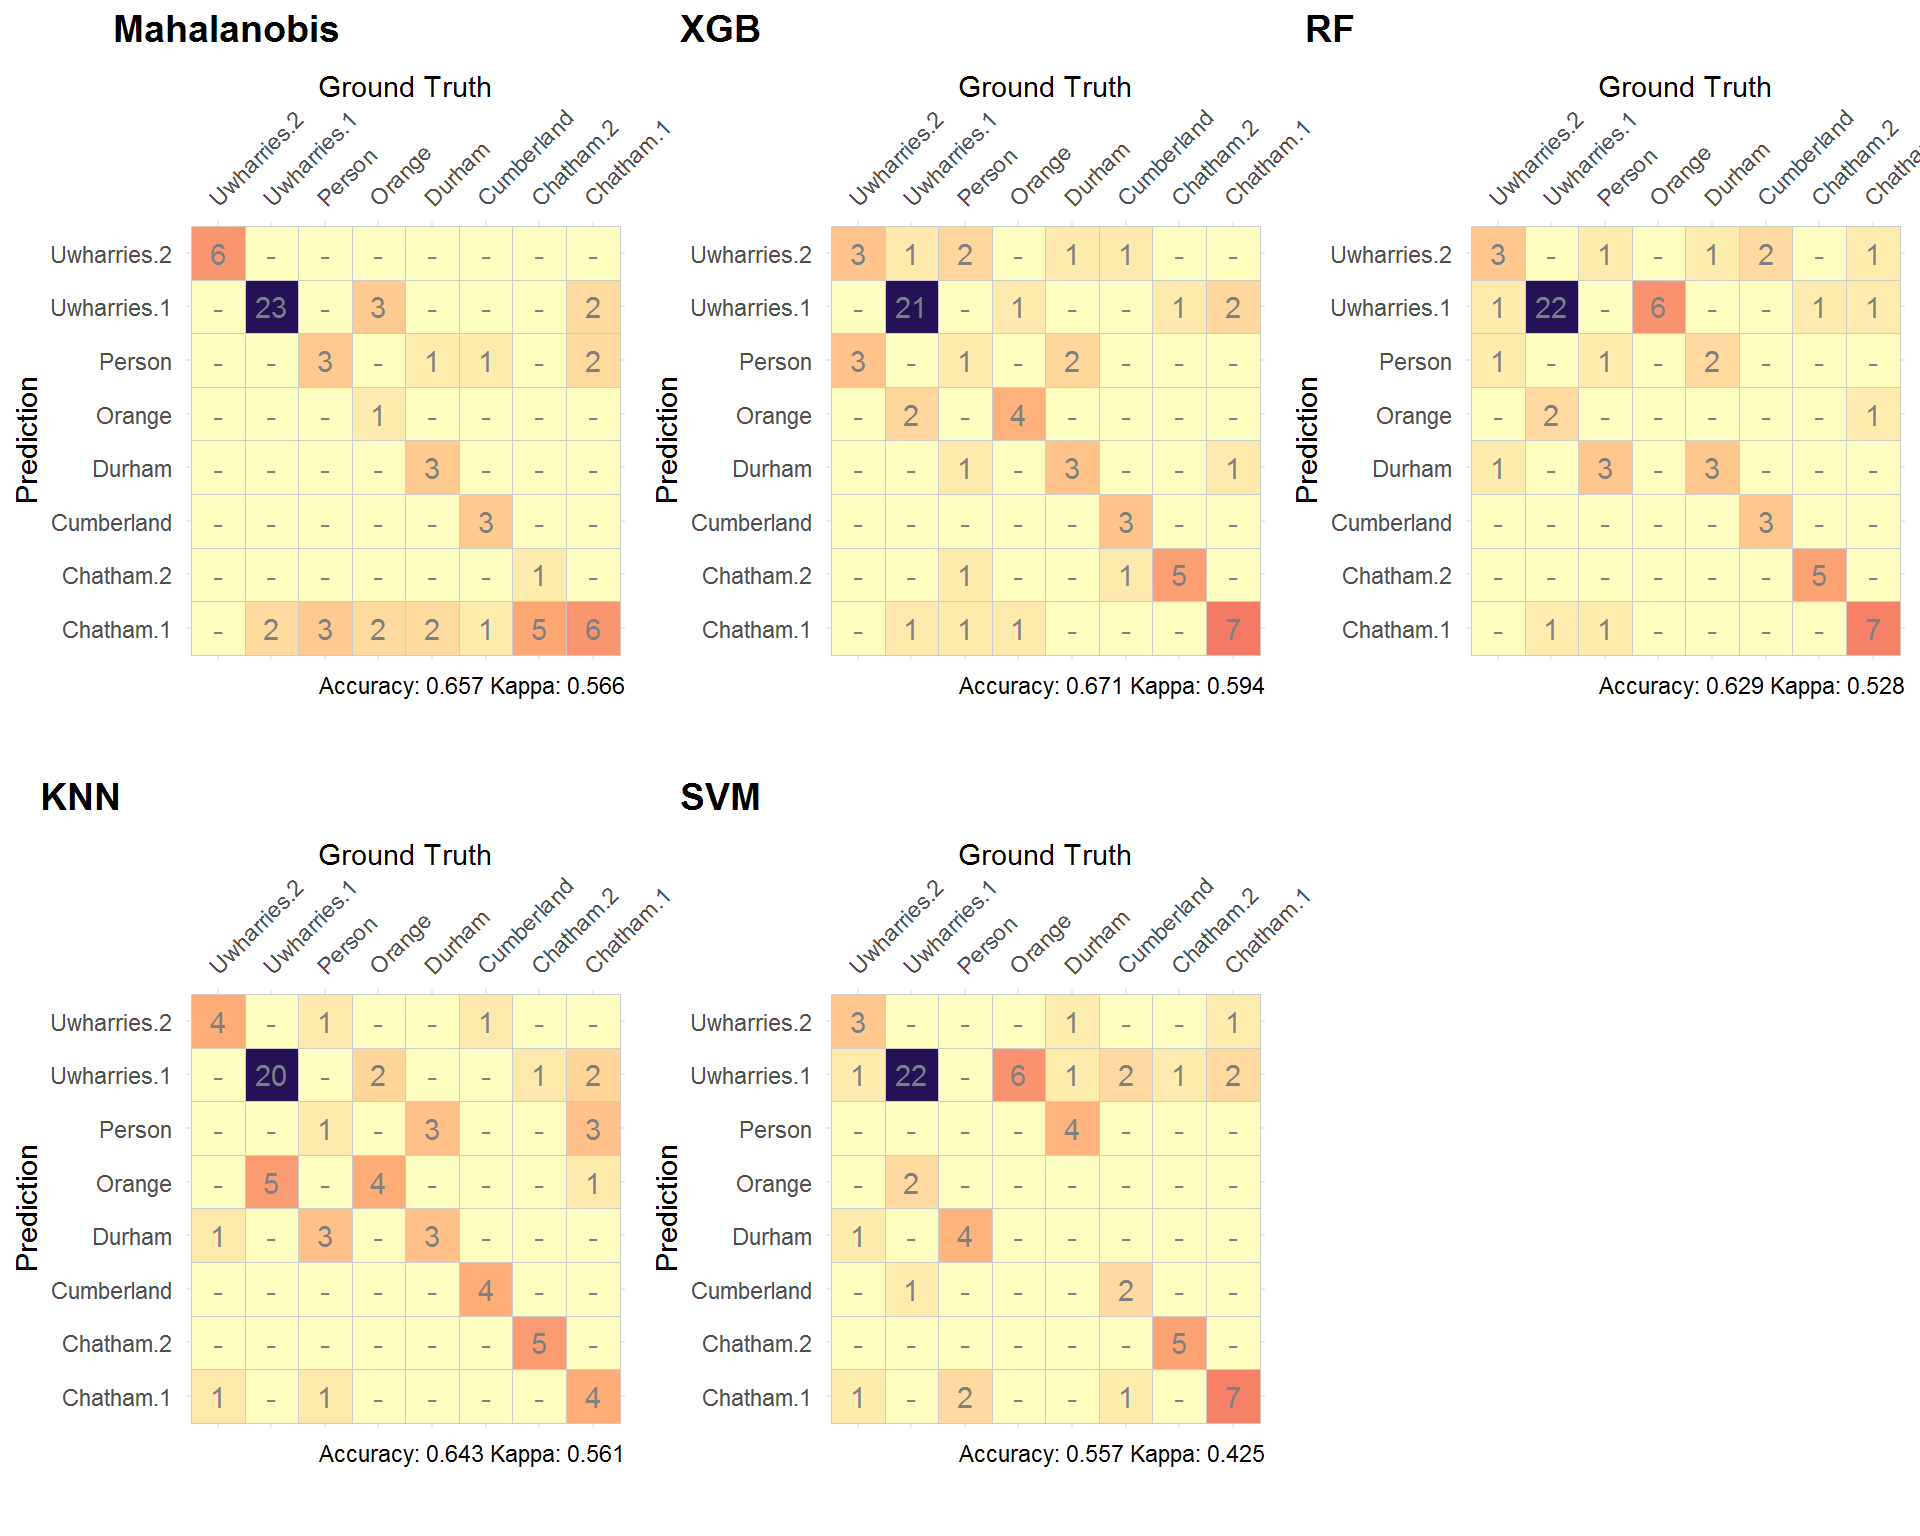 Mahalanobis XGB RF
Ground Truth Ground Truth Ground Truth
Uwharries.2 Uwharries.1 Person Orange Durham Cumberland Chatham.2 Chatham.1 Uwharries.2 Uwharries.1 Person Orange Durham Cumberland Chatham.2 Chatham.1 Uwharries.2 Uwharries.1 Person Orange Durham Cumberland Chatham.2 Chatha
Prediction Prediction Prediction
Uwharries.2 6 - - - - - - - Uwharries.2 3 1 2 - 1 1 - - Uwharries.2 3 - 1 - 1 2 - 1
Uwharries.1 - 23 - 3 - - - 2 Uwharries.1 - 21 - 1 - - 1 2 Uwharries.1 1 22 - 6 - - 1 1
Person - - 3 - 1 1 - 2 Person 3 - 1 - 2 - - - Person 1 - 1 - 2 - - -
Orange - - - 1 - - - - Orange - 2 - 4 - - - - Orange - 2 - - - - - 1
Durham - - - - 3 - - - Durham - - 1 - 3 - - 1 Durham 1 - 3 - 3 - - -
Cumberland - - - - - 3 - - Cumberland - - - - - 3 - - Cumberland - - - - - 3 - -
Chatham.2 - - - - - - 1 - Chatham.2 - - 1 - - 1 5 - Chatham.2 - - - - - - 5 -
Chatham.1 - 2 3 2 2 1 5 6 Chatham.1 - 1 1 1 - - - 7 Chatham.1 - 1 1 - - - - 7
Accuracy: 0.657 Kappa: 0.566 Accuracy: 0.671 Kappa: 0.594 Accuracy: 0.629 Kappa: 0.528
KNN SVM
Ground Truth Ground Truth
Uwharries.2 Uwharries.1 Person Orange Durham Cumberland Chatham.2 Chatham.1 Uwharries.2 Uwharries.1 Person Orange Durham Cumberland Chatham.2 Chatham.1
Prediction Prediction
Uwharries.2 4 - 1 - - 1 - - Uwharries.2 3 - - - 1 - - 1
Uwharries.1 - 20 - 2 - - 1 2 Uwharries.1 1 22 - 6 1 2 1 2
Person - - 1 - 3 - - 3 Person - - - - 4 - - -
Orange - 5 - 4 - - - 1 Orange - 2 - - - - - -
Durham 1 - 3 - 3 - - - Durham 1 - 4 - - - - -
Cumberland - - - - - 4 - - Cumberland - 1 - - - 2 - -
Chatham.2 - - - - - - 5 - Chatham.2 - - - - - - 5 -
Chatham.1 1 - 1 - - - - 4 Chatham.1 1 - 2 - - 1 - 7
Accuracy: 0.643 Kappa: 0.561 Accuracy: 0.557 Kappa: 0.425